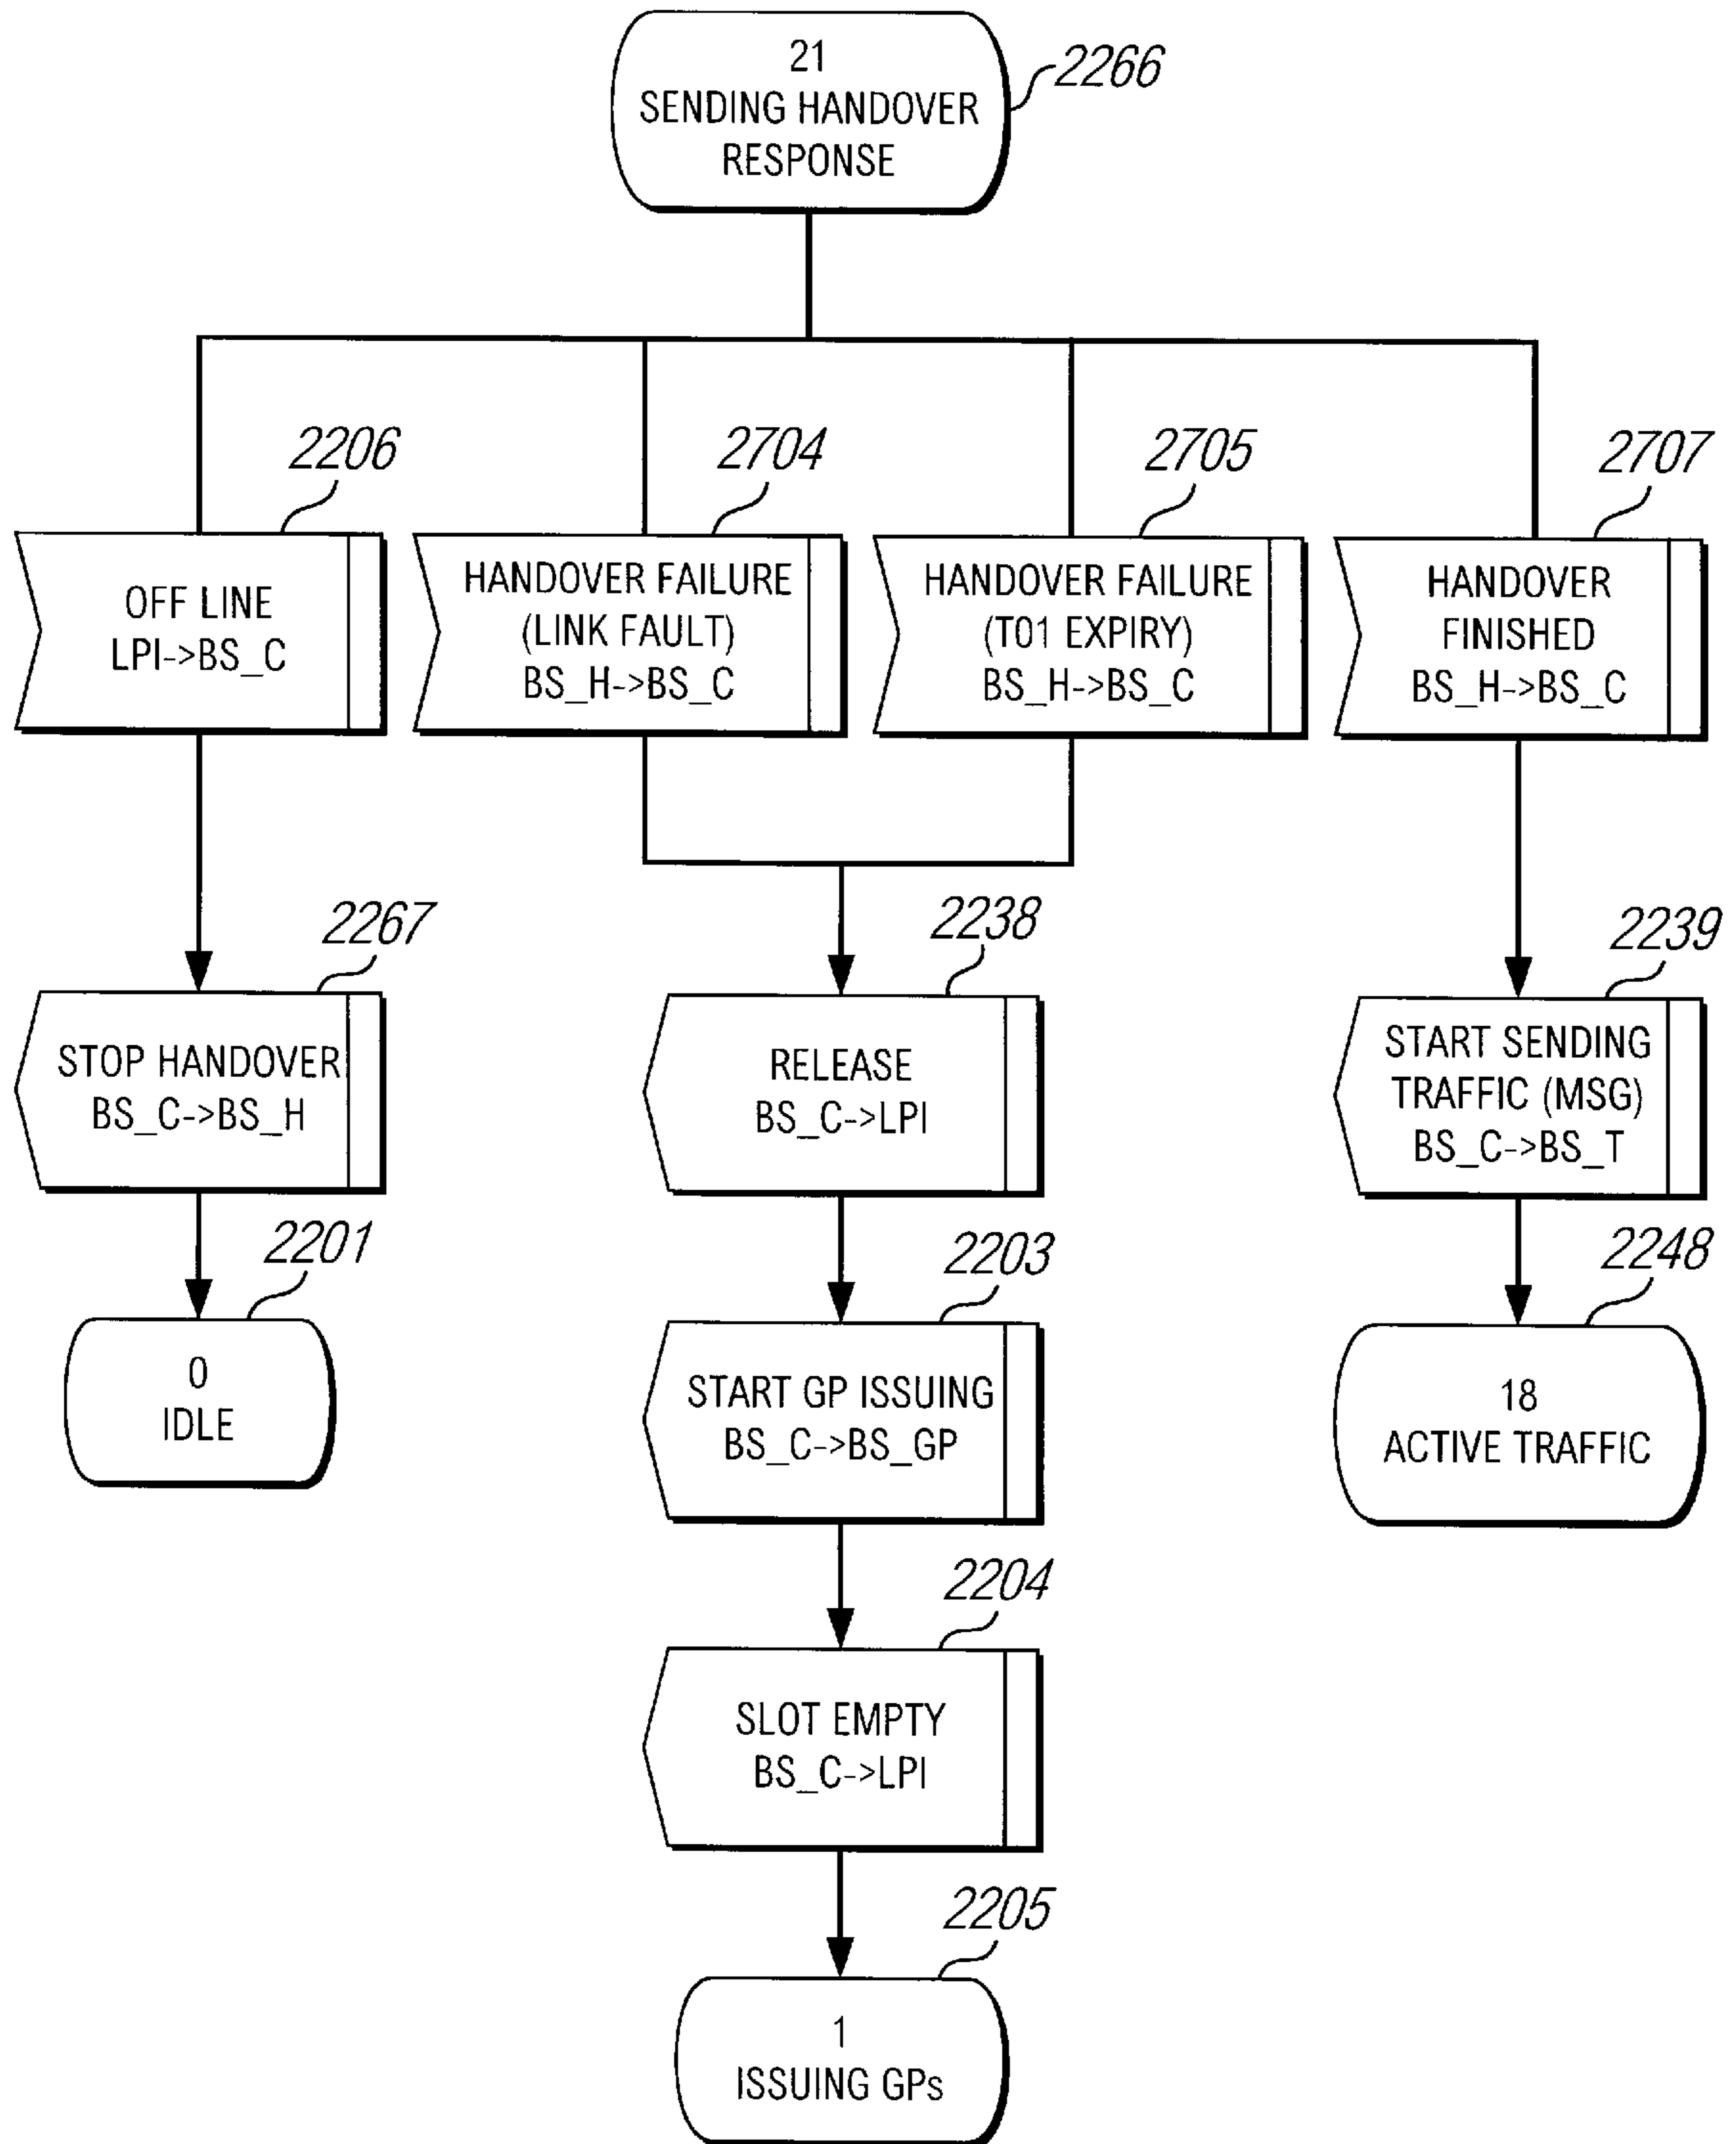 21
SENDING HANDOVER
RESPONSE
2266
2206
2704
2705
2707
OFF LINE
LPI->BS_C
HANDOVER FAILURE
(LINK FAULT)
BS_H->BS_C
HANDOVER FAILURE
(T01 EXPIRY)
BS_H->BS_C
HANDOVER
FINISHED
BS_H->BS_C
2267
2238
2239
STOP HANDOVER
BS_C->BS_H
RELEASE
BS_C->LPI
START SENDING
TRAFFIC (MSG)
BS_C->BS_T
2201
2203
2248
0
IDLE
START GP ISSUING
BS_C->BS_GP
18
ACTIVE TRAFFIC
2204
SLOT EMPTY
BS_C->LPI
2205
1
ISSUING GPs